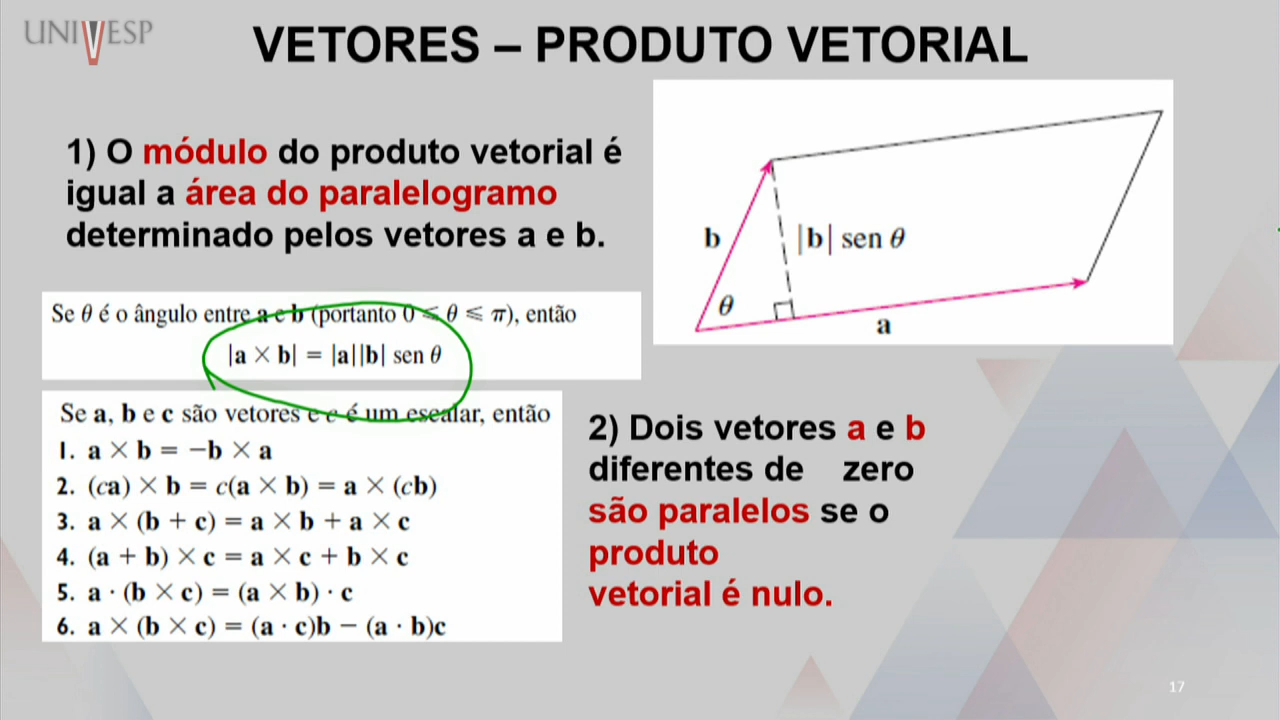 UNIVESP
VETORES – PRODUTO VETORIAL
1) O módulo do produto vetorial é
igual a área do paralelogramo
determinado pelos vetores a e b.
b
|b| sen θ
θ
a
Se θ é o ângulo entre a e b (portanto 0 ≤ θ ≤ π), então
|a × b| = |a||b| sen θ
Se a, b e c são vetores e c é um escalar, então
1. a × b = −b × a
2. (ca) × b = c(a × b) = a × (cb)
3. a × (b + c) = a × b + a × c
4. (a + b) × c = a × c + b × c
5. a · (b × c) = (a × b) · c
6. a × (b × c) = (a · c)b − (a · b)c
2) Dois vetores a e b
diferentes de zero
são paralelos se o
produto
vetorial é nulo.
17